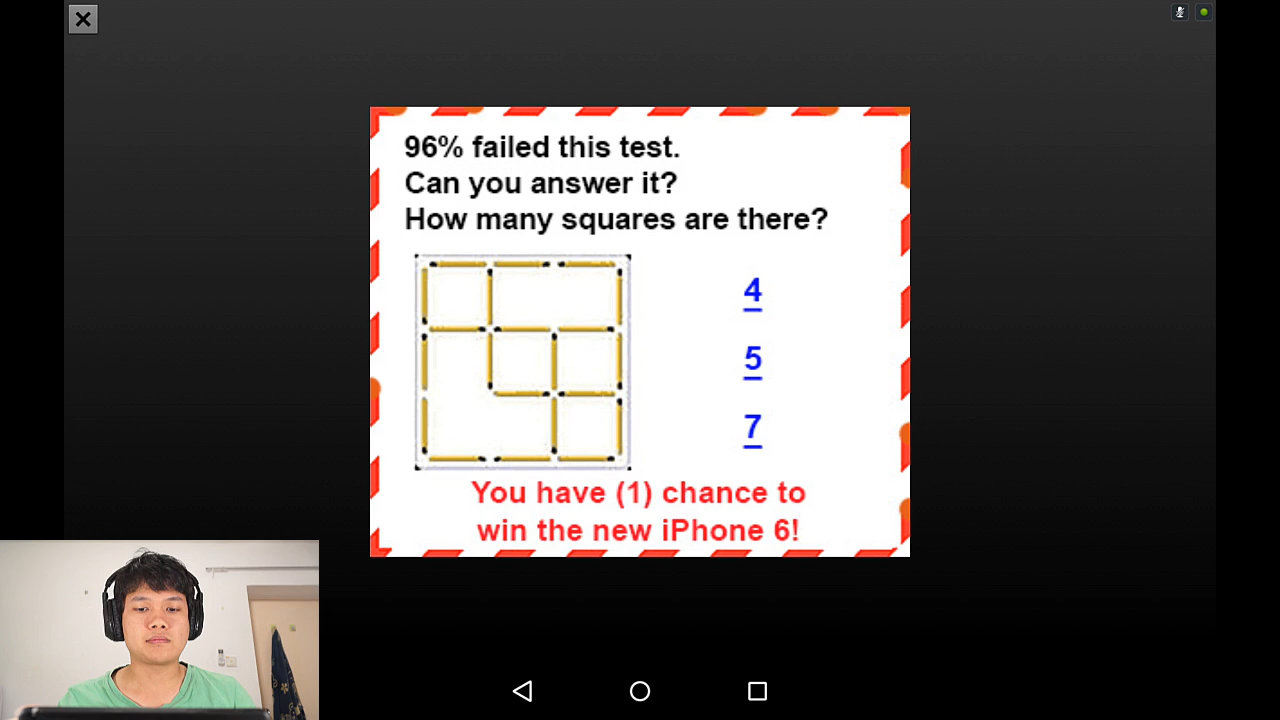 96% failed this test.
Can you answer it?
How many squares are there?
4
5
7
You have (1) chance to
win the new iPhone 6!